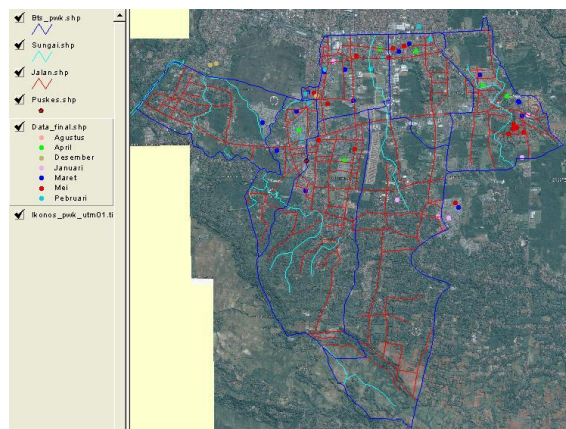 Bts_pwk.shp
Sungai.shp
Jalan.shp
Puskes.shp
Data_final.shp
Agustus
April
Desember
Januari
Maret
Mei
Pebruari
Ikonos_pwk_utm01.ti